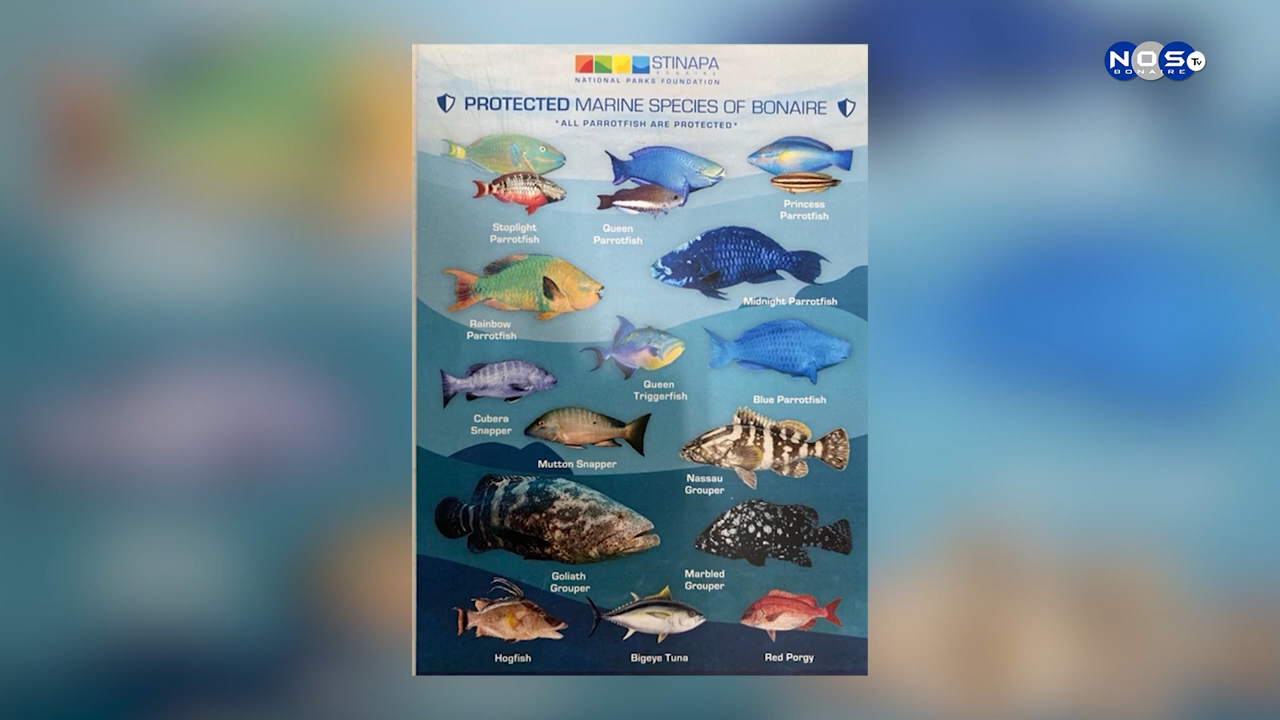 NOS TV
BONAIRE
STINAPA
BONAIRE
NATIONAL PARKS FOUNDATION
PROTECTED MARINE SPECIES OF BONAIRE
*ALL PARROTFISH ARE PROTECTED*
Stoplight
Parrotfish
Queen
Parrotfish
Princess
Parrotfish
Midnight Parrotfish
Rainbow
Parrotfish
Queen
Triggerfish
Blue Parrotfish
Cubera
Snapper
Mutton Snapper
Nassau
Grouper
Goliath
Grouper
Marbled
Grouper
Hogfish
Bigeye Tuna
Red Porgy